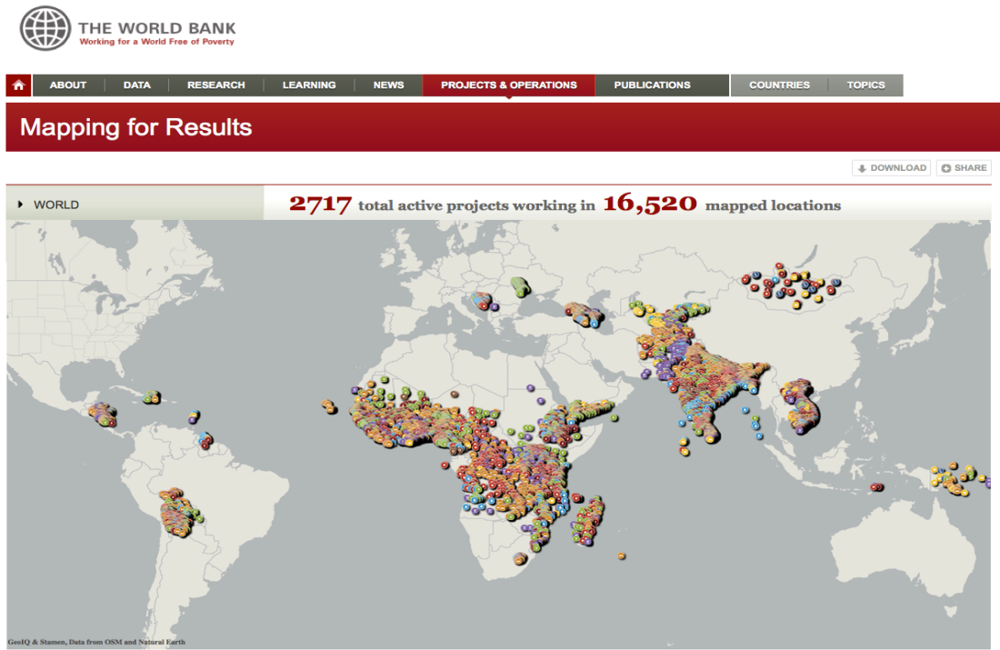 THE WORLD BANK
Working for a World Free of Poverty
ABOUT DATA RESEARCH LEARNING NEWS PROJECTS & OPERATIONS PUBLICATIONS COUNTRIES TOPICS
Mapping for Results
DOWNLOAD SHARE
WORLD 2717 total active projects working in 16,520 mapped locations
GeoIQ & Stamen, Data from OSM and Natural Earth